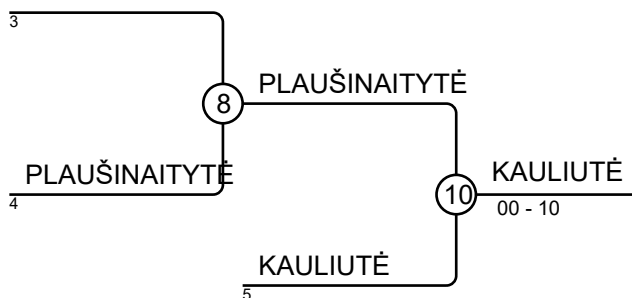 3
8
PLAUŠINAITYTĖ
PLAUŠINAITYTĖ
4
10
KAULIUTĖ
00 - 10
KAULIUTĖ
5